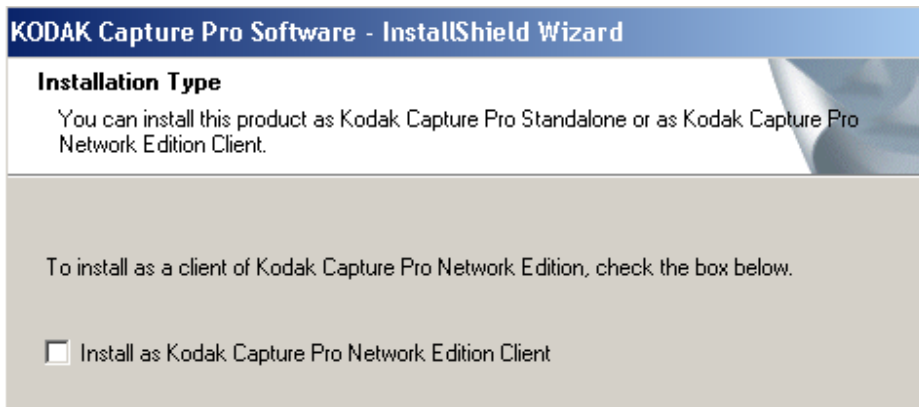 KODAK Capture Pro Software - InstallShield Wizard
Installation Type
You can install this product as Kodak Capture Pro Standalone or as Kodak Capture Pro
Network Edition Client.
To install as a client of Kodak Capture Pro Network Edition, check the box below.
Install as Kodak Capture Pro Network Edition Client